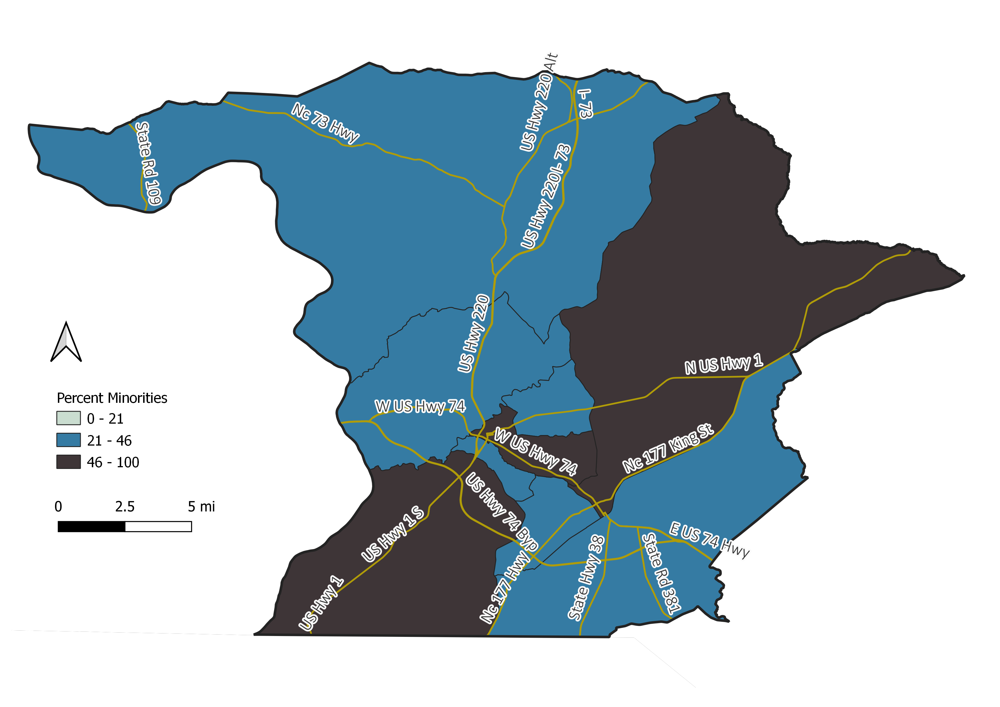 US Hwy 220 Alt
I- 73
Nc 73 Hwy
State Rd 109
US Hwy 220I- 73
US Hwy 220
N US Hwy 1
W US Hwy 74
W US Hwy 74
Nc 177 King St
US Hwy 74 Byp
US Hwy 1 S
E US 74 Hwy
State Hwy 38
State Rd 381
Nc 177 Hwy
US Hwy 1
Percent Minorities
0 - 21
21 - 46
46 - 100
0 2.5 5 mi